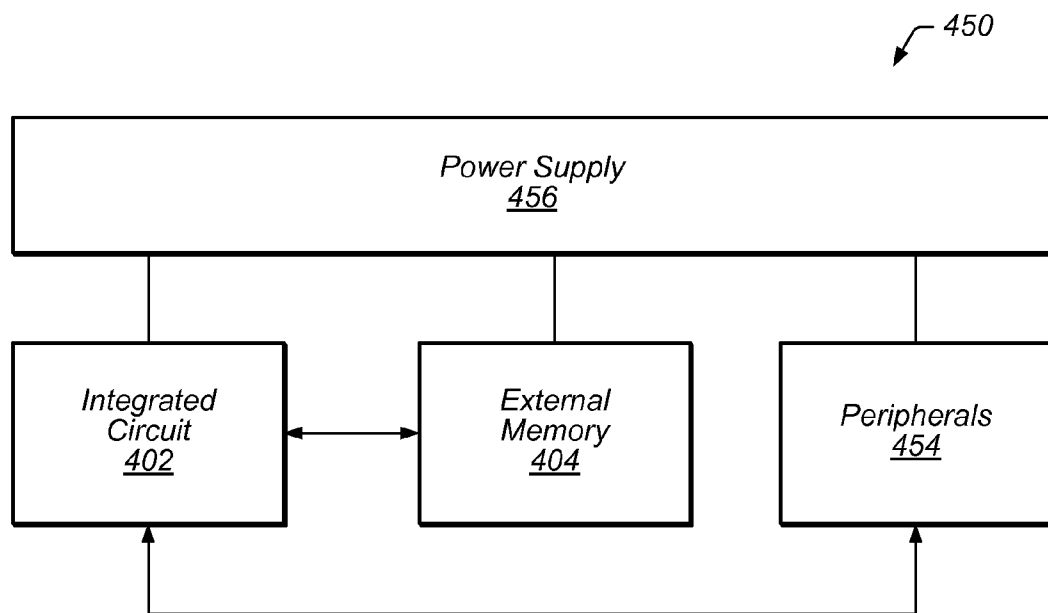 450
Power Supply
456
Integrated
Circuit
402
External
Memory
404
Peripherals
454